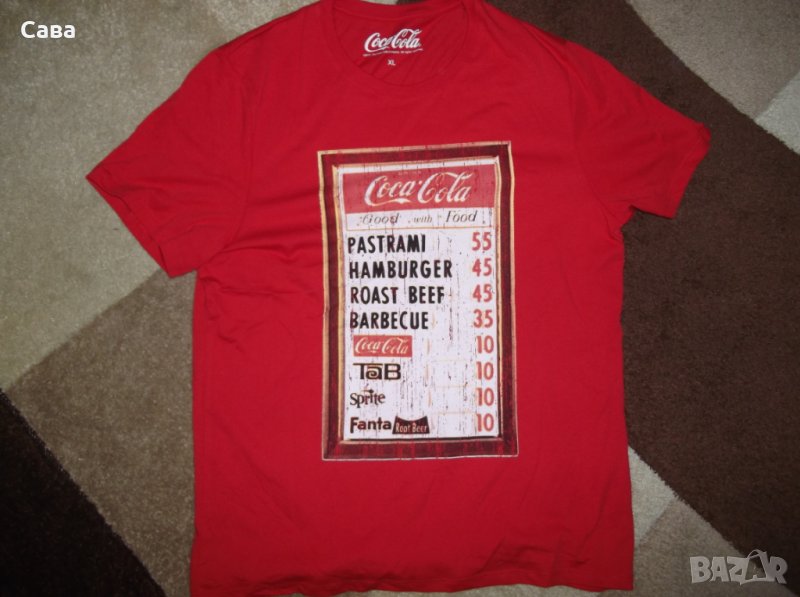 Сава
Coca-Cola
XL
Coca-Cola
Good with Food
PASTRAMI 55
HAMBURGER 45
ROAST BEEF 45
BARBECUE 35
Coca-Cola 10
TaB 10
Sprite 10
Fanta Root Beer 10
BAZAR